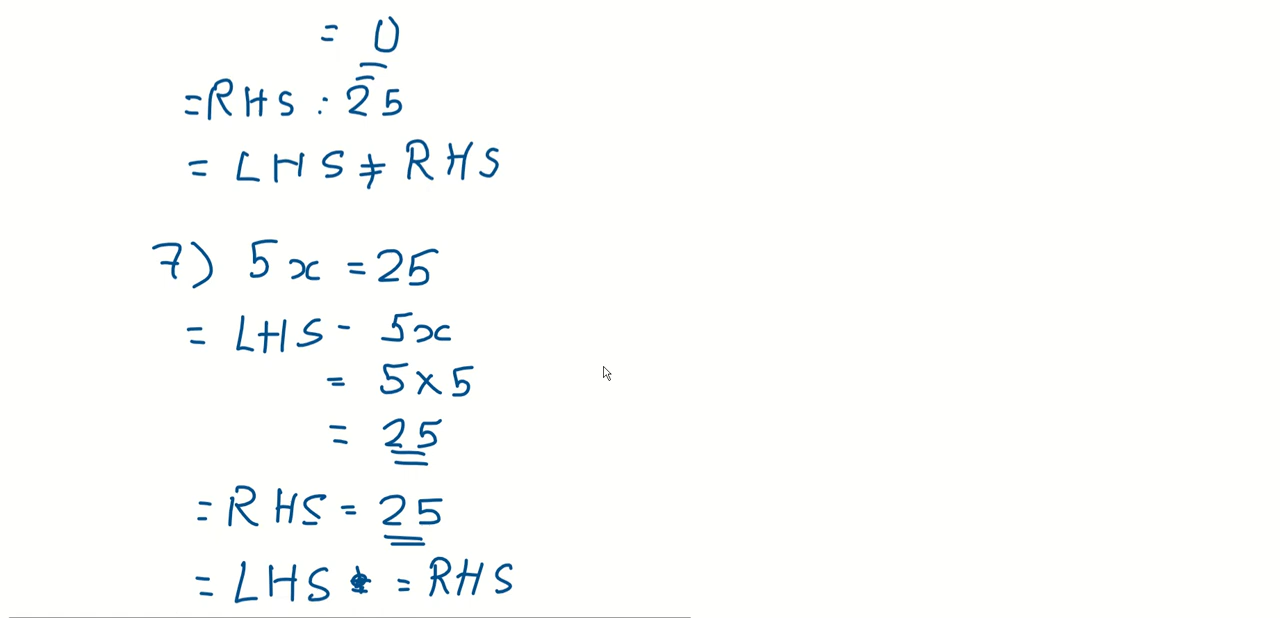 = 0
= RHS : 25
= LHS ≠ RHS
7) 5x = 25
= LHS - 5x
= 5 × 5
= 25
= RHS = 25
= LHS = RHS